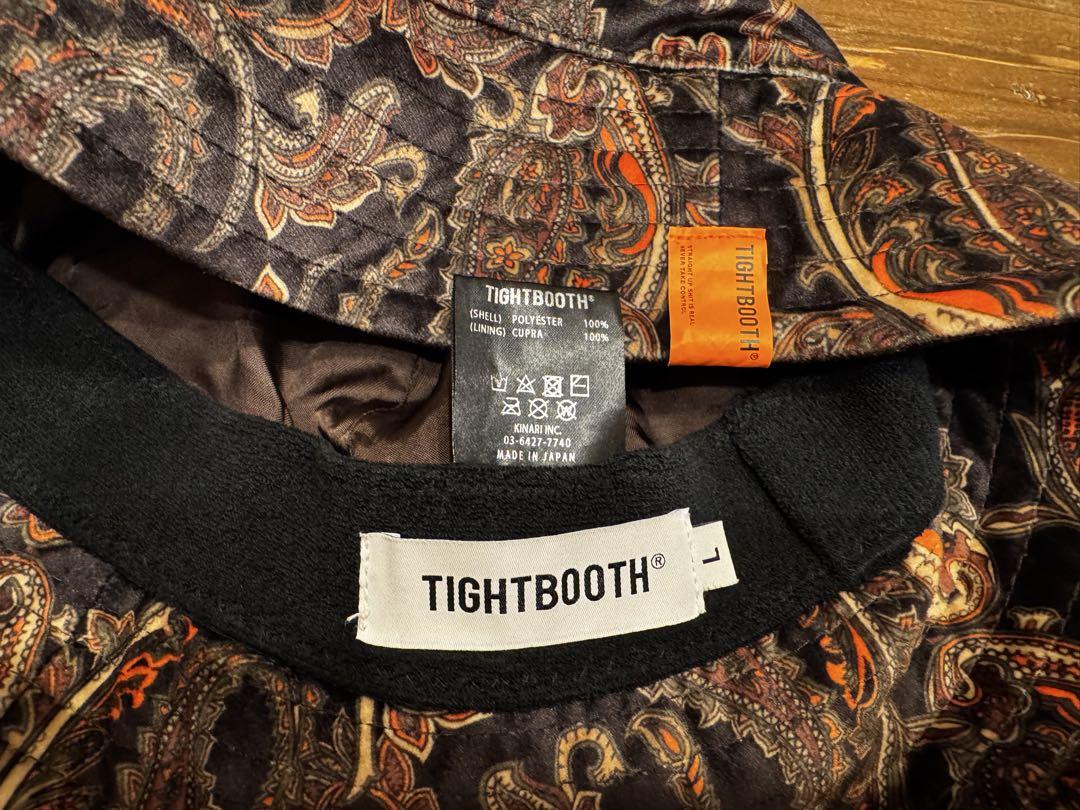 TIGHTBOOTH®
(SHELL) POLYESTER 100%
(LINING) CUPRA 100%
KINARI INC.
03-6427-7740
MADE IN JAPAN
TIGHTBOOTH®
STRAIGHT UP SHIT IS REAL
NEVER TAKE CONTROL
TIGHTBOOTH®
L